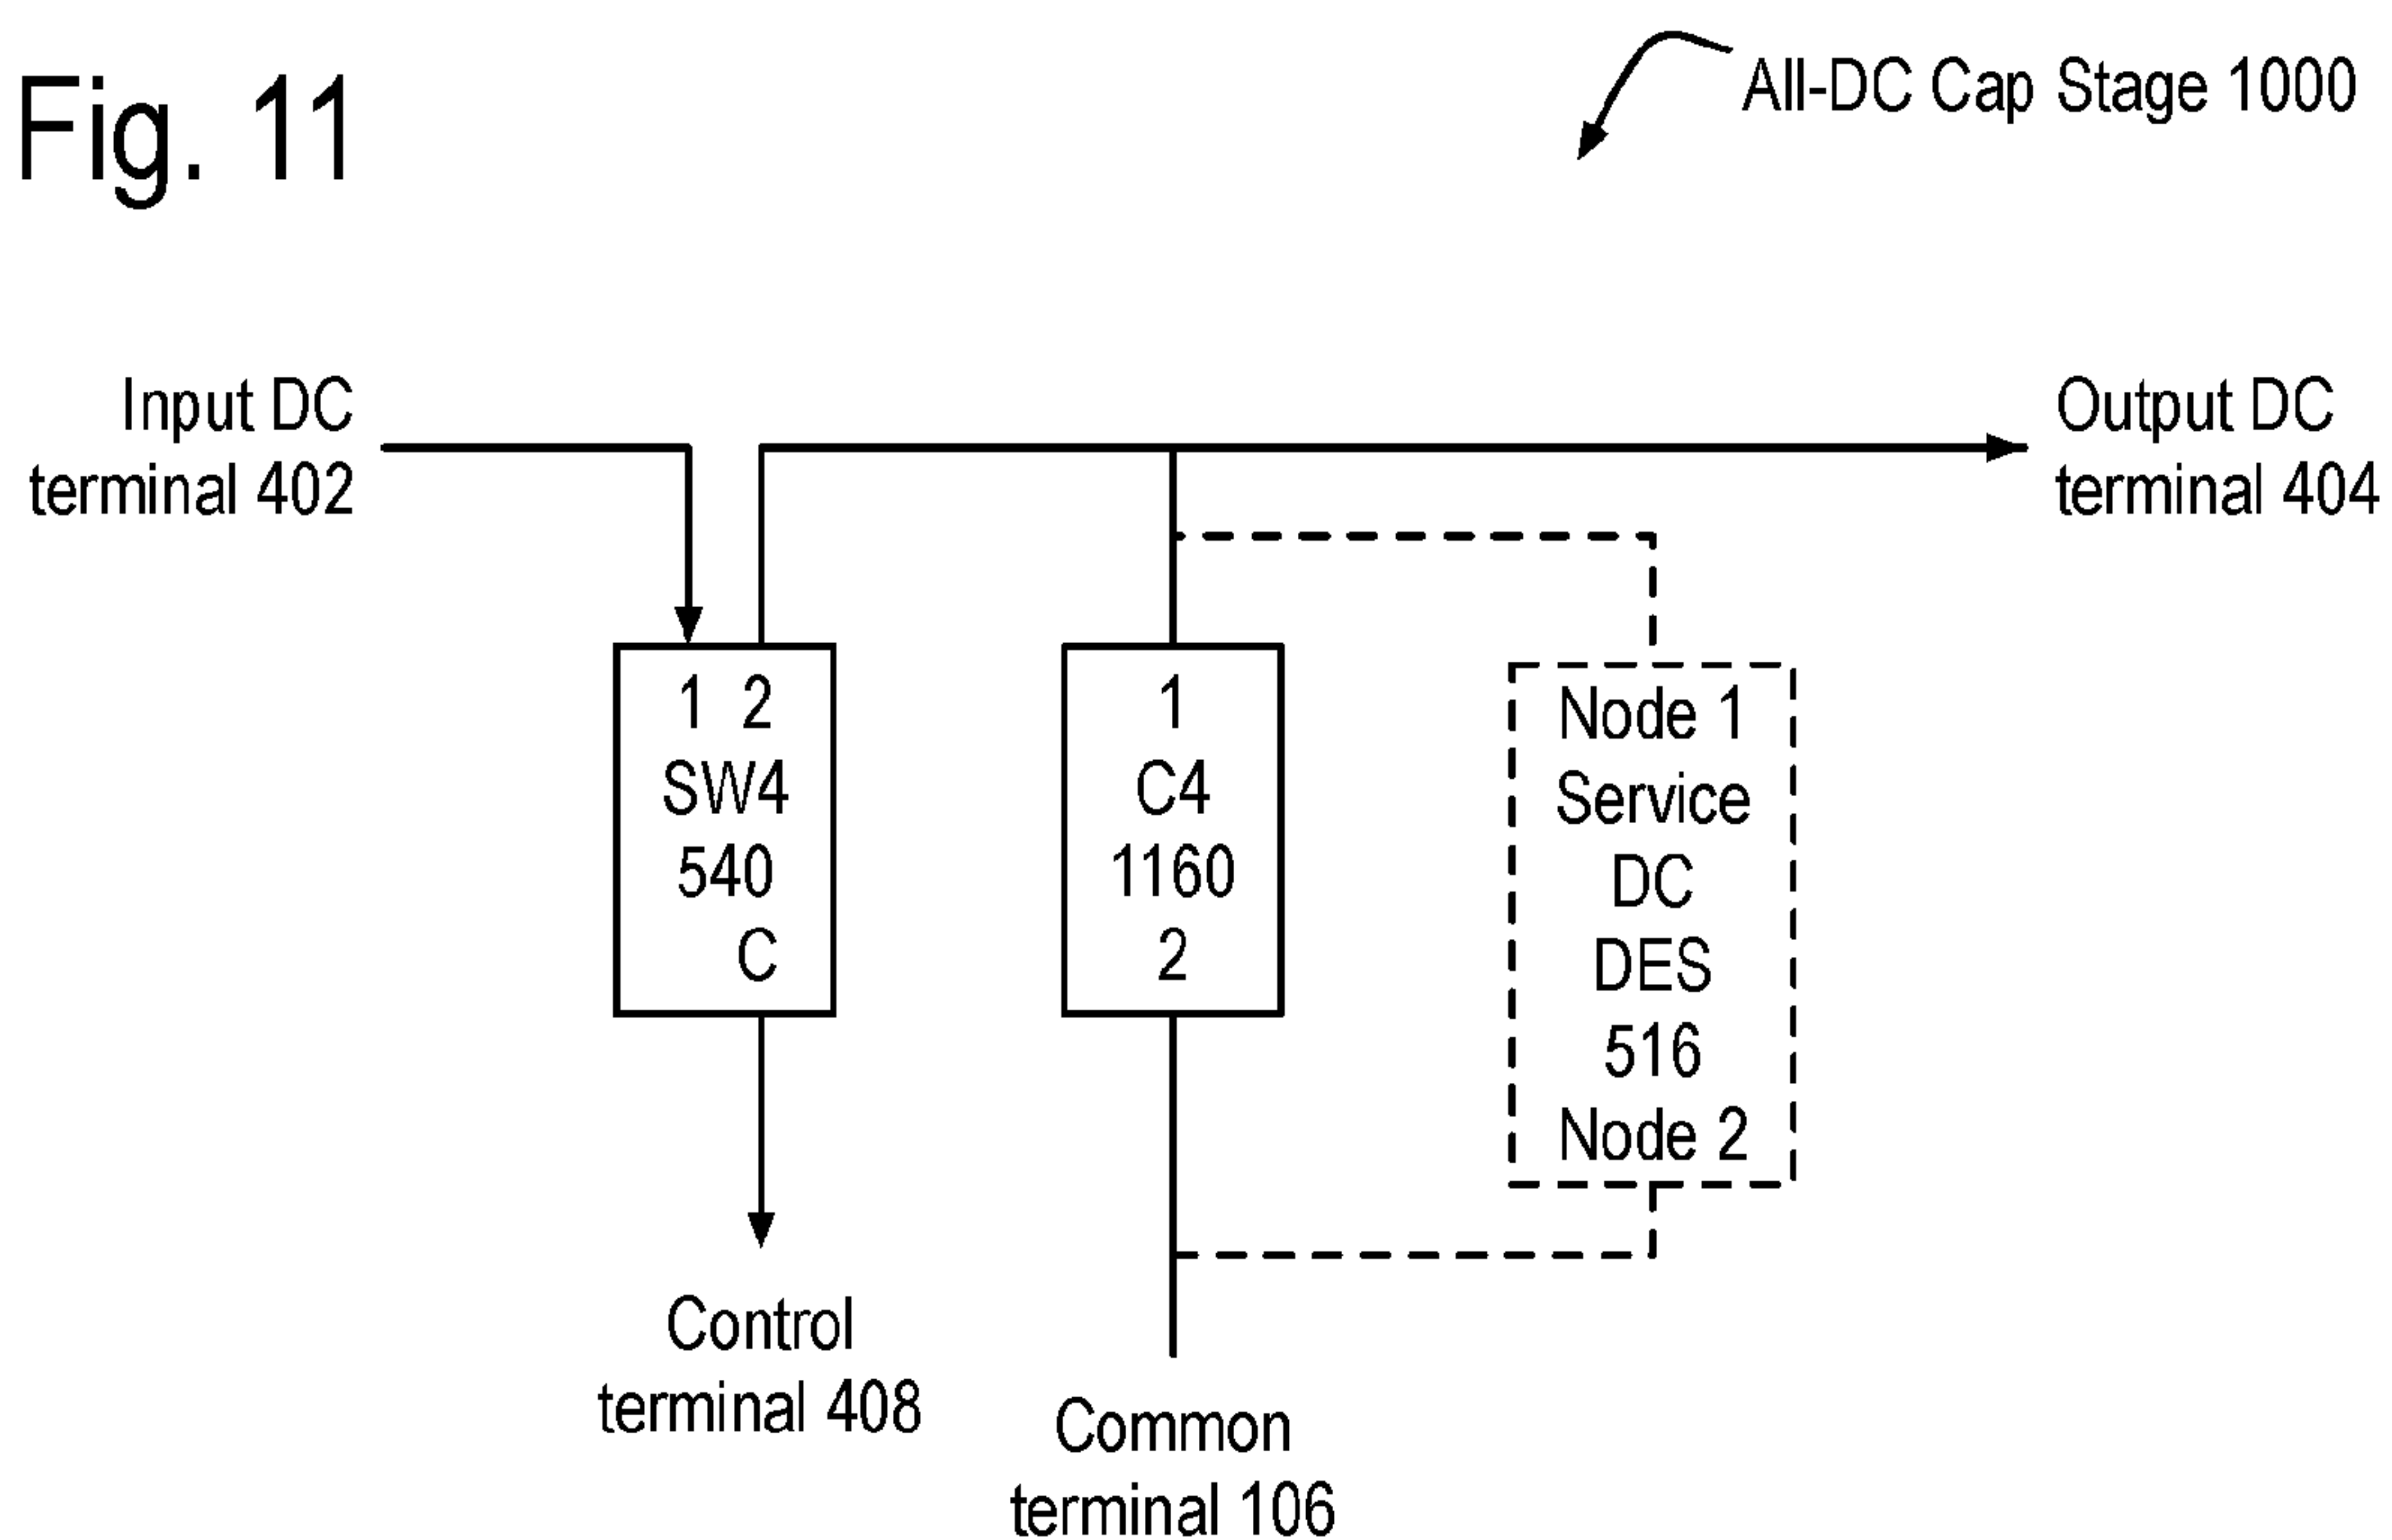 Fig. 11
All-DC Cap Stage 1000
Input DC
terminal 402
Output DC
terminal 404
1 2
SW4
540
C
1
C4
1160
2
Node 1
Service
DC
DES
516
Node 2
Control
terminal 408
Common
terminal 106